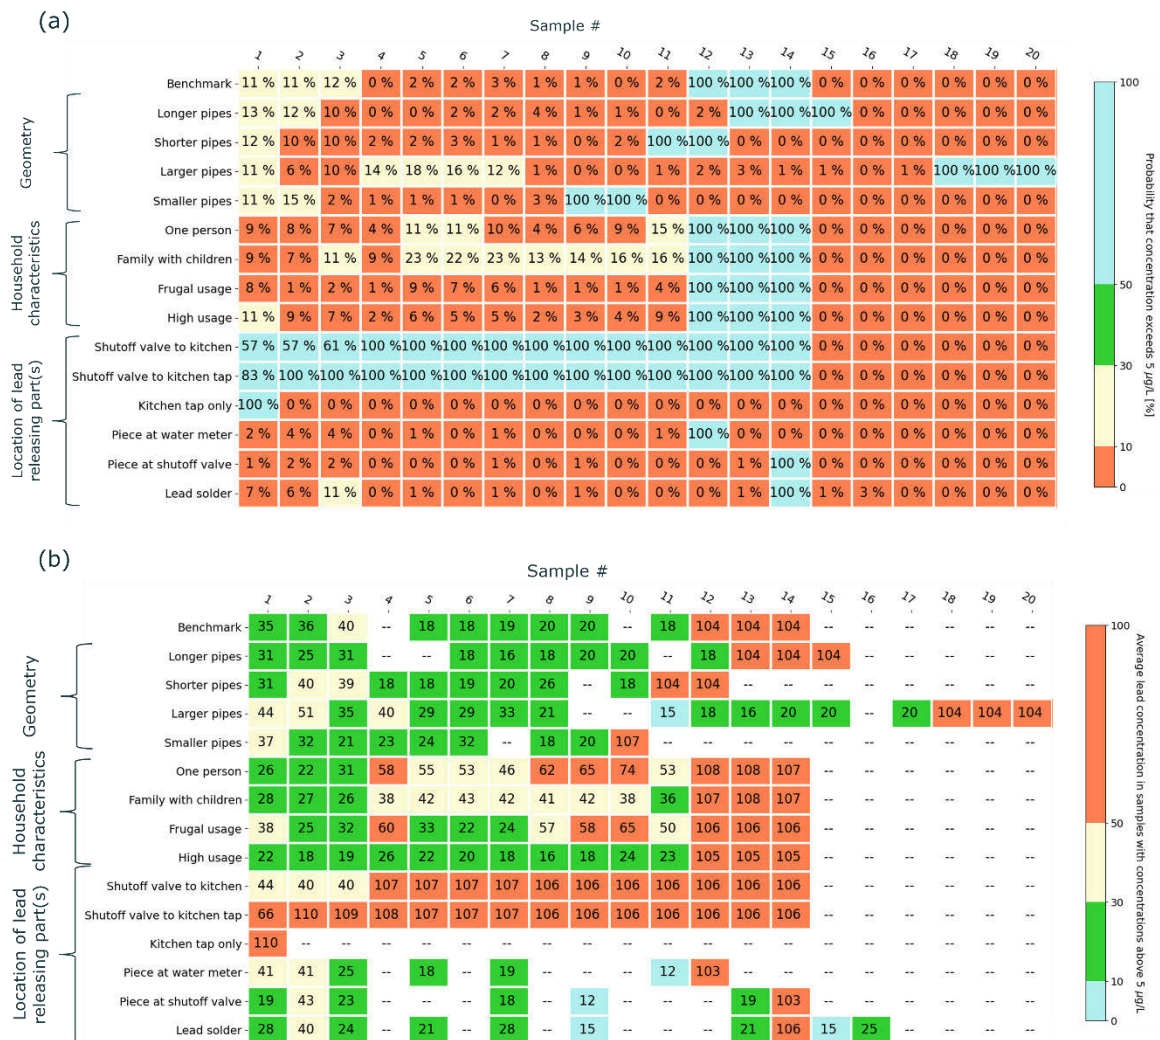 (a)
Sample #
1 2 3 4 5 6 7 8 9 10 11 12 13 14 15 16 17 18 19 20
Benchmark 11 % 11 % 12 % 0 % 2 % 2 % 3 % 1 % 1 % 0 % 2 % 100 % 100 % 100 % 0 % 0 % 0 % 0 % 0 % 0 %
Geometry
Longer pipes 13 % 12 % 10 % 0 % 0 % 2 % 2 % 4 % 1 % 1 % 0 % 2 % 100 % 100 % 100 % 0 % 0 % 0 % 0 % 0 %
Shorter pipes 12 % 10 % 10 % 2 % 2 % 3 % 1 % 1 % 0 % 2 % 100 % 100 % 0 % 0 % 0 % 0 % 0 % 0 % 0 % 0 %
Larger pipes 11 % 6 % 10 % 14 % 18 % 16 % 12 % 1 % 0 % 0 % 1 % 2 % 3 % 1 % 1 % 0 % 1 % 100 % 100 % 100 %
Smaller pipes 11 % 15 % 2 % 1 % 1 % 1 % 0 % 3 % 100 % 100 % 0 % 0 % 0 % 0 % 0 % 0 % 0 % 0 % 0 % 0 %
Household
characteristics
One person 9 % 8 % 7 % 4 % 11 % 11 % 10 % 4 % 6 % 9 % 15 % 100 % 100 % 100 % 0 % 0 % 0 % 0 % 0 % 0 %
Family with children 9 % 7 % 11 % 9 % 23 % 22 % 23 % 13 % 14 % 16 % 16 % 100 % 100 % 100 % 0 % 0 % 0 % 0 % 0 % 0 %
Frugal usage 8 % 1 % 2 % 1 % 9 % 7 % 6 % 1 % 1 % 1 % 4 % 100 % 100 % 100 % 0 % 0 % 0 % 0 % 0 % 0 %
High usage 11 % 9 % 7 % 2 % 6 % 5 % 5 % 2 % 3 % 4 % 9 % 100 % 100 % 100 % 0 % 0 % 0 % 0 % 0 % 0 %
Location of lead
releasing part(s)
Shutoff valve to kitchen 57 % 57 % 61 % 100 % 100 % 100 % 100 % 100 % 100 % 100 % 100 % 100 % 100 % 100 % 0 % 0 % 0 % 0 % 0 % 0 %
Shutoff valve to kitchen tap 83 % 100 % 100 % 100 % 100 % 100 % 100 % 100 % 100 % 100 % 100 % 100 % 100 % 100 % 0 % 0 % 0 % 0 % 0 % 0 %
Kitchen tap only 100 % 0 % 0 % 0 % 0 % 0 % 0 % 0 % 0 % 0 % 0 % 0 % 0 % 0 % 0 % 0 % 0 % 0 % 0 % 0 %
Piece at water meter 2 % 4 % 4 % 0 % 1 % 0 % 1 % 0 % 0 % 0 % 1 % 100 % 0 % 0 % 0 % 0 % 0 % 0 % 0 % 0 %
Piece at shutoff valve 1 % 2 % 2 % 0 % 0 % 0 % 1 % 0 % 1 % 0 % 0 % 0 % 1 % 100 % 0 % 0 % 0 % 0 % 0 % 0 %
Lead solder 7 % 6 % 11 % 0 % 1 % 0 % 1 % 0 % 1 % 0 % 0 % 0 % 1 % 100 % 1 % 3 % 0 % 0 % 0 % 0 %
100
50
30
10
0
Probability that concentration exceeds 5 µg/L [%]
(b)
Sample #
1 2 3 4 5 6 7 8 9 10 11 12 13 14 15 16 17 18 19 20
Benchmark 35 36 40 -- 18 18 19 20 20 -- 18 104 104 104 -- -- -- -- -- --
Geometry
Longer pipes 31 25 31 -- -- 18 16 18 20 20 -- 18 104 104 104 -- -- -- -- --
Shorter pipes 31 40 39 18 18 19 20 26 -- 18 104 104 -- -- -- -- -- -- -- --
Larger pipes 44 51 35 40 29 29 33 21 -- -- 15 18 16 20 20 -- 20 104 104 104
Smaller pipes 37 32 21 23 24 32 -- 18 20 107 -- -- -- -- -- -- -- -- -- --
Household
characteristics
One person 26 22 31 58 55 53 46 62 65 74 53 108 108 107 -- -- -- -- -- --
Family with children 28 27 26 38 42 43 42 41 42 38 36 107 108 107 -- -- -- -- -- --
Frugal usage 38 25 32 60 33 22 24 57 58 65 50 106 106 106 -- -- -- -- -- --
High usage 22 18 19 26 22 20 18 16 18 24 23 105 105 105 -- -- -- -- -- --
Location of lead
releasing part(s)
Shutoff valve to kitchen 44 40 40 107 107 107 107 106 106 106 106 106 106 106 -- -- -- -- -- --
Shutoff valve to kitchen tap 66 110 109 108 107 107 107 106 106 106 106 106 106 106 -- -- -- -- -- --
Kitchen tap only 110 -- -- -- -- -- -- -- -- -- -- -- -- -- -- -- -- -- -- --
Piece at water meter 41 41 25 -- 18 -- 19 -- -- -- 12 103 -- -- -- -- -- -- -- --
Piece at shutoff valve 19 43 23 -- -- -- 18 -- 12 -- -- -- 19 103 -- -- -- -- -- --
Lead solder 28 40 24 -- 21 -- 28 -- 15 -- -- -- 21 106 15 25 -- -- -- --
100
50
30
10
0
Average lead concentration in samples with concentrations above 5 µg/L